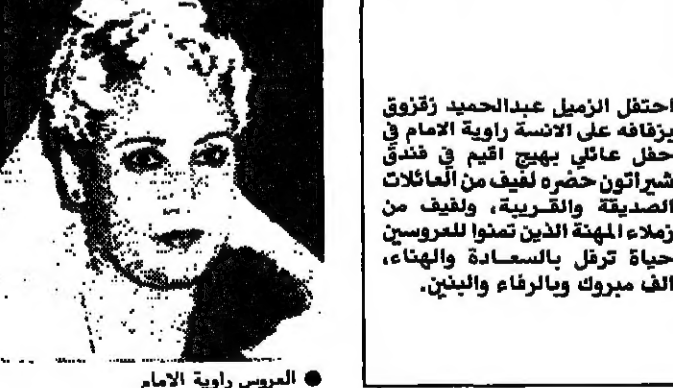 احتفل الزميل عبدالحميد زقزوق
بزفافه على الانسة راوية الامام في
حفل عائلي بهيج اقيم في فندق
شيراتون حضره لفيف من العائلات
الصديقة والقريبة، ولفيف من
زملاء المهنة الذين تمنوا للعروسين
حياة ترفل بالسعادة والهناء،
الف مبروك وبالرفاء والبنين.
● العروس راوية الامام